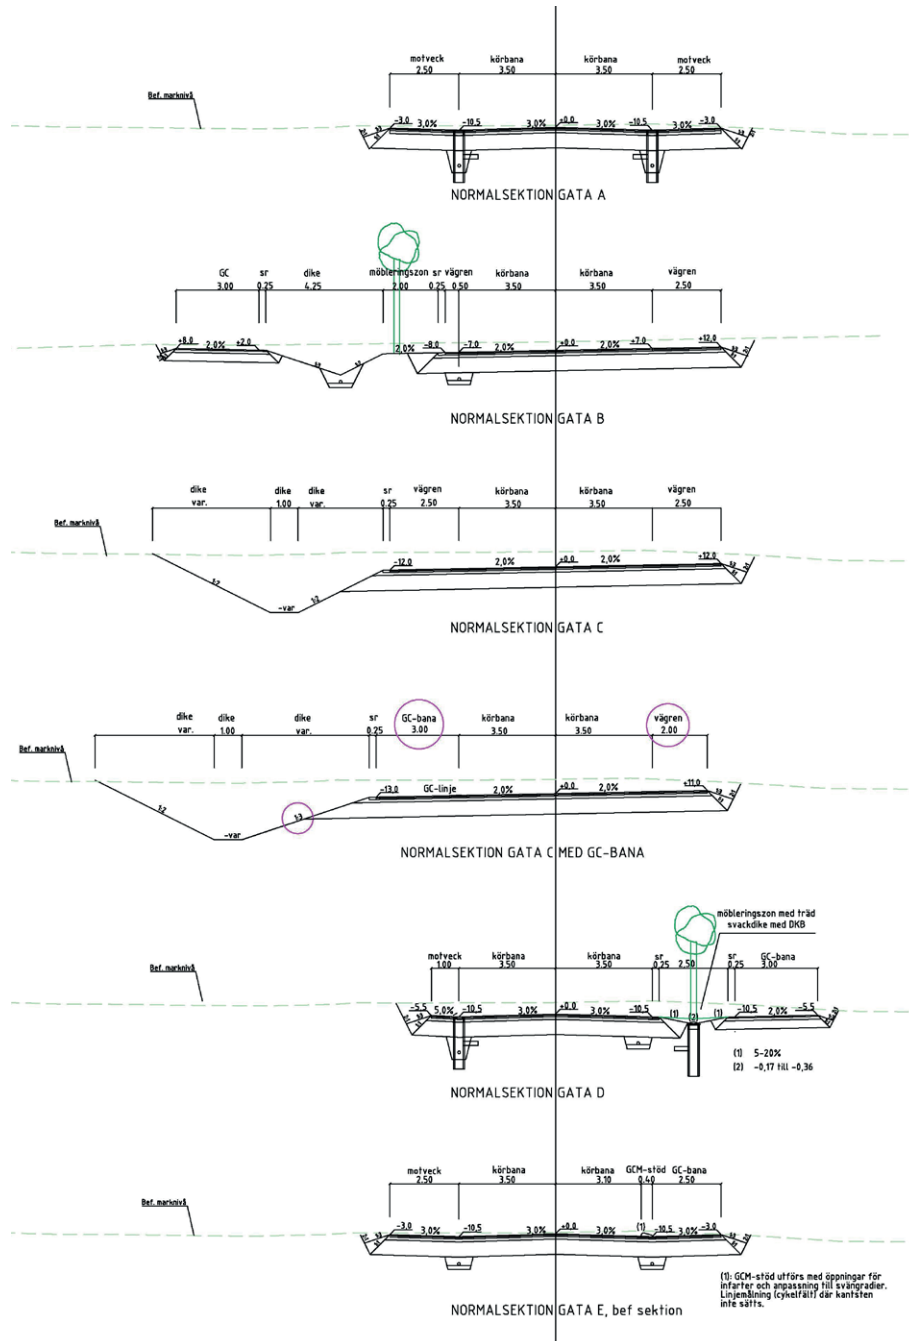 motveck körbana körbana motveck
2.50 3.50 3.50 2.50
Bef. marknivå
-3.0 3,0% -10,5 3,0% +0.0 3,0% -10,5 3,0% -3.0
NORMALSEKTION GATA A
GC sr dike möbleringszon sr vägren körbana körbana vägren
3.00 0.25 4.25 2.00 0.25 0.50 3.50 3.50 2.50
+8.0 2,0% +2.0 2,0% -8.0 -7.0 2,0% +0.0 2,0% +7.0 +12.0
NORMALSEKTION GATA B
dike dike dike sr vägren körbana körbana vägren
var. 1.00 var. 0.25 2.50 3.50 3.50 2.50
Bef. marknivå
-12.0 2,0% +0.0 2,0% +12.0
1:2 -var 1:2
NORMALSEKTION GATA C
dike dike dike sr GC-bana körbana körbana vägren
var. 1.00 var. 0.25 3.00 3.50 3.50 2.00
Bef. marknivå
-13.0 GC-linje 2,0% +0.0 2,0% +11.0
1:2 -var 1:3
NORMALSEKTION GATA C MED GC-BANA
möbleringszon med träd
svackdike med DKB
motveck körbana körbana sr sr GC-bana
1.00 3.50 3.50 0.25 2.50 0.25 3.00
Bef. marknivå
-5.5 5,0% -10,5 3,0% +0.0 3,0% -10,5 (1) (2) (1) -10,5 2,0% -5.5
(1) 5-20%
(2) -0,17 till -0,36
NORMALSEKTION GATA D
motveck körbana körbana GCM-stöd GC-bana
2.50 3.50 3.10 0.40 2.50
Bef. marknivå
-3.0 3,0% -10,5 3,0% +0.0 3,0% (1) -10,5 3,0% -3.0
(1): GCM-stöd utförs med öppningar för
infarter och anpassning till svängradier.
Linjemålning (cykelfält) där kantsten
inte sätts.
NORMALSEKTION GATA E, bef sektion